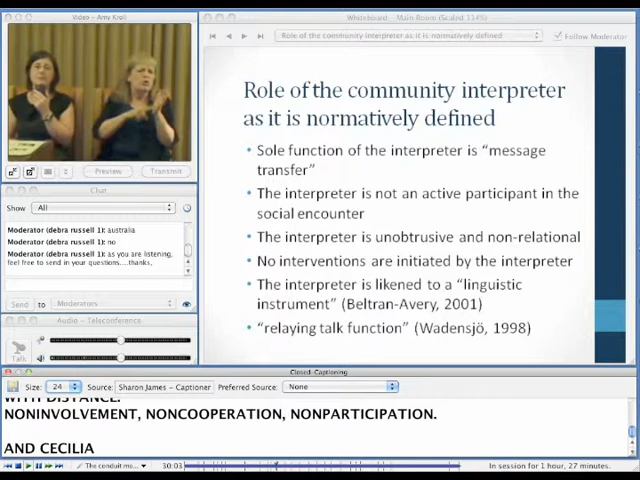 Video - Amy Kroll
Preview
Transmit
Chat
Show
All
Moderator (debra russell 1): australia
Moderator (debra russell 1): no
Moderator (debra russell 1): as you are listening,
feel free to send in your questions....thanks,
Send
to
Moderators
Audio - Teleconference
Talk
Whiteboard - Main Room (Scaled 114%)
Role of the community interpreter as it is normatively defined
Follow Moderator
Role of the community interpreter
as it is normatively defined
• Sole function of the interpreter is “message
transfer”
• The interpreter is not an active participant in the
social encounter
• The interpreter is unobtrusive and non-relational
• No interventions are initiated by the interpreter
• The interpreter is likened to a “linguistic
instrument” (Beltran-Avery, 2001)
• “relaying talk function” (Wadensjö, 1998)
Closed-Captioning
Size: 24 Source: Sharon James - Captioner Preferred Source: None
WITH DISTANCE.
NONINVOLVEMENT, NONCOOPERATION, NONPARTICIPATION.
AND CECILIA
The conduit mo...
30:03
In session for 1 hour, 27 minutes.